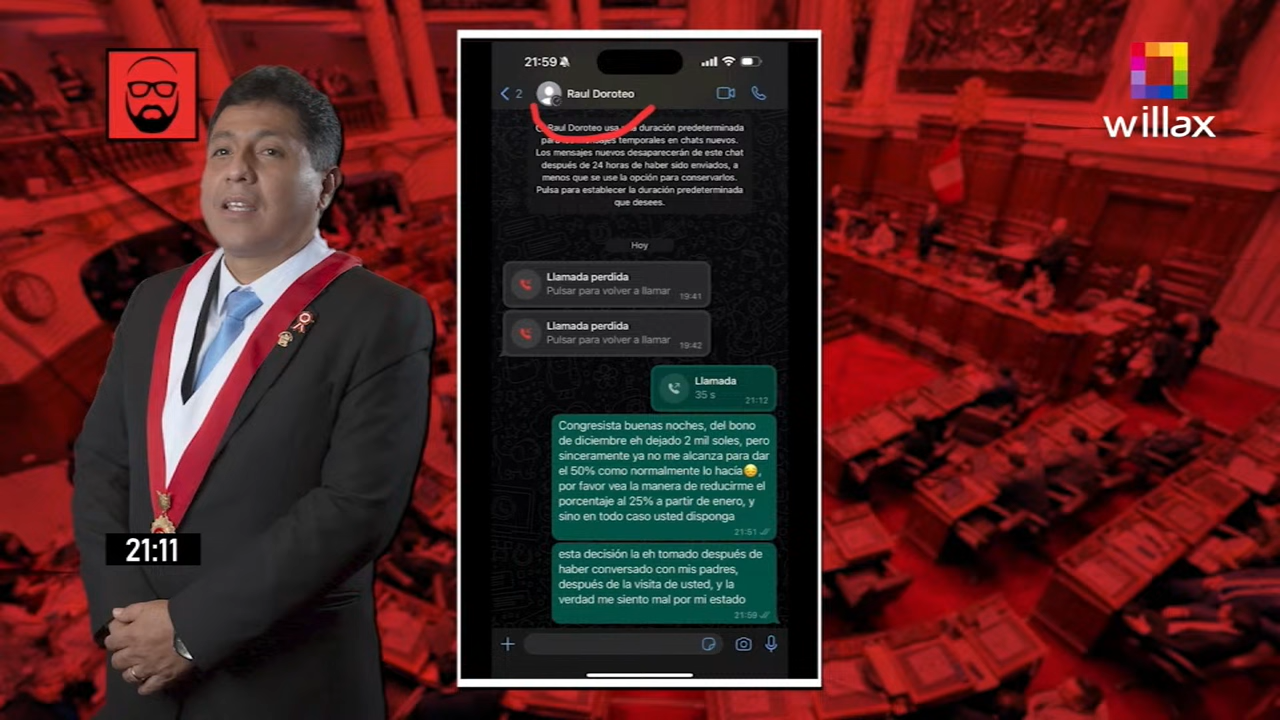 willax
21:59
2
Raul Doroteo
Raul Doroteo usa una duración predeterminada
para los mensajes temporales en chats nuevos.
Los mensajes nuevos desaparecerán de este chat
después de 24 horas de haber sido enviados, a
menos que se use la opción para conservarlos.
Pulsa para establecer la duración predeterminada
que desees.
Hoy
Llamada perdida
Pulsar para volver a llamar 19:41
Llamada perdida
Pulsar para volver a llamar 19:42
Llamada
35 s 21:12
Congresista buenas noches, del bono
de diciembre eh dejado 2 mil soles, pero
sinceramente ya no me alcanza para dar
el 50% como normalmente lo hacía😔,
por favor vea la manera de reducirme el
porcentaje al 25% a partir de enero, y
sino en todo caso usted disponga
21:51
esta decisión la eh tomado después de
haber conversado con mis padres,
después de la visita de usted, y la
verdad me siento mal por mi estado
21:59
21:11